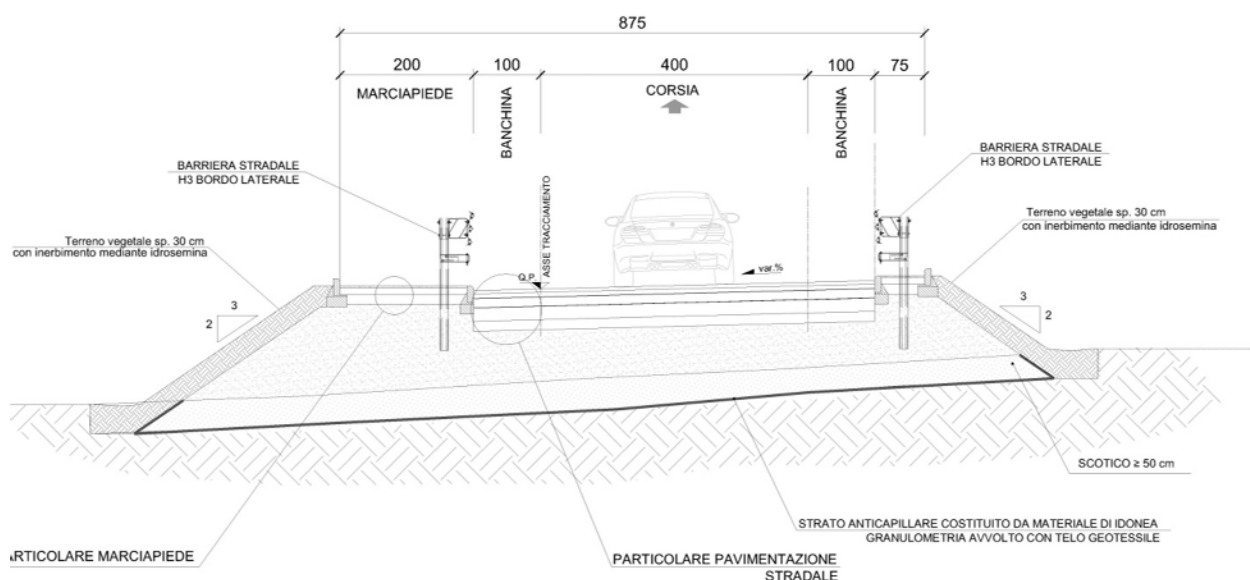 875
200 100 400 100 75
MARCIAPIEDE
BANCHINA
CORSIA
BANCHINA
BARRIERA STRADALE
H3 BORDO LATERALE
BARRIERA STRADALE
H3 BORDO LATERALE
ASSE TRACCIAMENTO
Terreno vegetale sp. 30 cm
con inerbimento mediante idrosemina
Terreno vegetale sp. 30 cm
con inerbimento mediante idrosemina
Q.P.
var.%
3
2
3
2
SCOTICO ≥ 50 cm
STRATO ANTICAPILLARE COSTITUITO DA MATERIALE DI IDONEA
GRANULOMETRIA AVVOLTO CON TELO GEOTESSILE
ARTICOLARE MARCIAPIEDE
PARTICOLARE PAVIMENTAZIONE
STRADALE